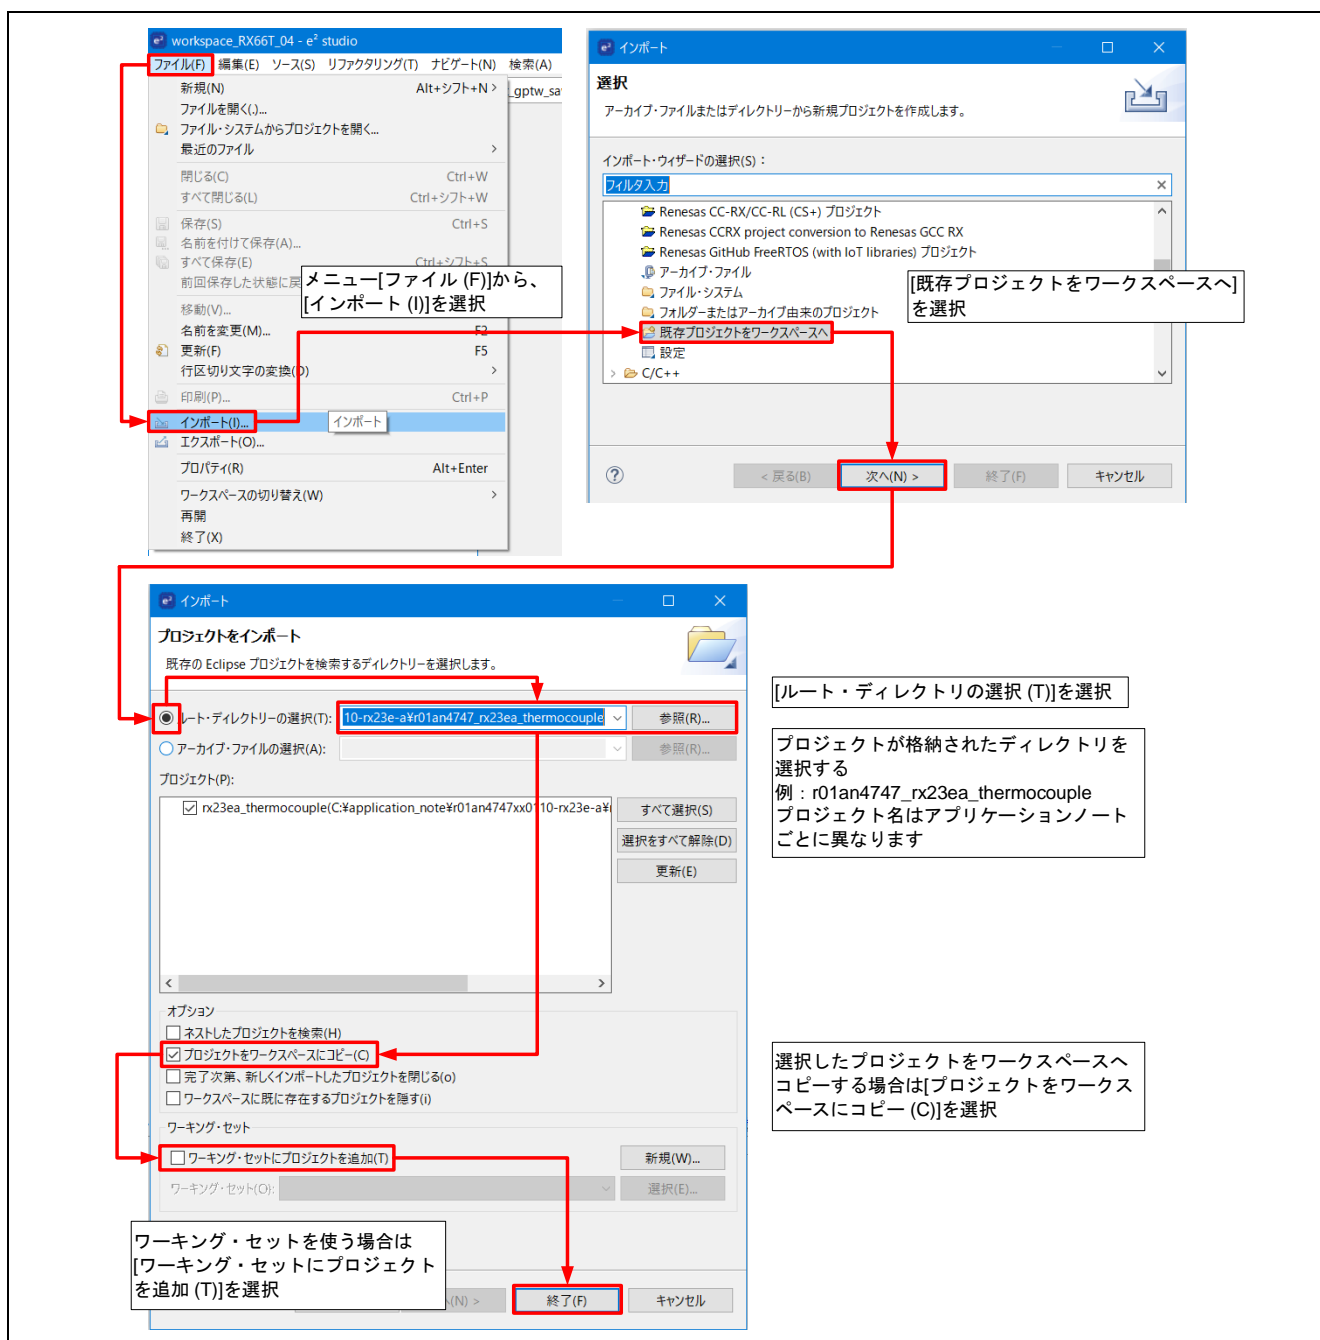 workspace_RX66T_04 - e² studio
ファイル(F) 編集(E) ソース(S) リファクタリング(T) ナビゲート(N) 検索(A)
新規(N) Alt+シフト+N >
_gptw_sa
ファイルを開く(.)...
ファイル・システムからプロジェクトを開く...
最近のファイル >
閉じる(C) Ctrl+W
すべて閉じる(L) Ctrl+シフト+W
保存(S) Ctrl+S
名前を付けて保存(A)...
すべて保存(E) Ctrl+シフト+S
前回保存した状態に戻
移動(V)...
名前を変更(M)... F2
更新(F) F5
行区切り文字の変換(D) >
印刷(P)... Ctrl+P
インポート(I)...
インポート
エクスポート(O)...
プロパティ(R) Alt+Enter
ワークスペースの切り替え(W) >
再開
終了(X)
メニュー[ファイル (F)]から、
[インポート (I)]を選択
e² インポート
選択
アーカイブ・ファイルまたはディレクトリーから新規プロジェクトを作成します。
インポート・ウィザードの選択(S)：
フィルタ入力
Renesas CC-RX/CC-RL (CS+) プロジェクト
Renesas CCRX project conversion to Renesas GCC RX
Renesas GitHub FreeRTOS (with IoT libraries) プロジェクト
アーカイブ・ファイル
ファイル・システム
フォルダーまたはアーカイブ由来のプロジェクト
既存プロジェクトをワークスペースへ
設定
> C/C++
[既存プロジェクトをワークスペースへ]
を選択
< 戻る(B) 次へ(N) > 終了(F) キャンセル
e² インポート
プロジェクトをインポート
既存の Eclipse プロジェクトを検索するディレクトリーを選択します。
ルート・ディレクトリーの選択(T): 10-rx23e-a¥r01an4747_rx23ea_thermocouple 参照(R)...
アーカイブ・ファイルの選択(A): 参照(R)...
プロジェクト(P):
rx23ea_thermocouple(C:¥application_note¥r01an4747xx0110-rx23e-a¥r
すべて選択(S)
選択をすべて解除(D)
更新(E)
オプション
ネストしたプロジェクトを検索(H)
プロジェクトをワークスペースにコピー(C)
完了次第、新しくインポートしたプロジェクトを閉じる(o)
ワークスペースに既に存在するプロジェクトを隠す(i)
ワーキング・セット
ワーキング・セットにプロジェクトを追加(T) 新規(W)...
ワーキング・セット(O): 選択(E)...
(N) > 終了(F) キャンセル
[ルート・ディレクトリの選択 (T)]を選択
プロジェクトが格納されたディレクトリを
選択する
例：r01an4747_rx23ea_thermocouple
プロジェクト名はアプリケーションノート
ごとに異なります
選択したプロジェクトをワークスペースへ
コピーする場合は[プロジェクトをワークス
ペースにコピー (C)]を選択
ワーキング・セットを使う場合は
[ワーキング・セットにプロジェクト
を追加 (T)]を選択